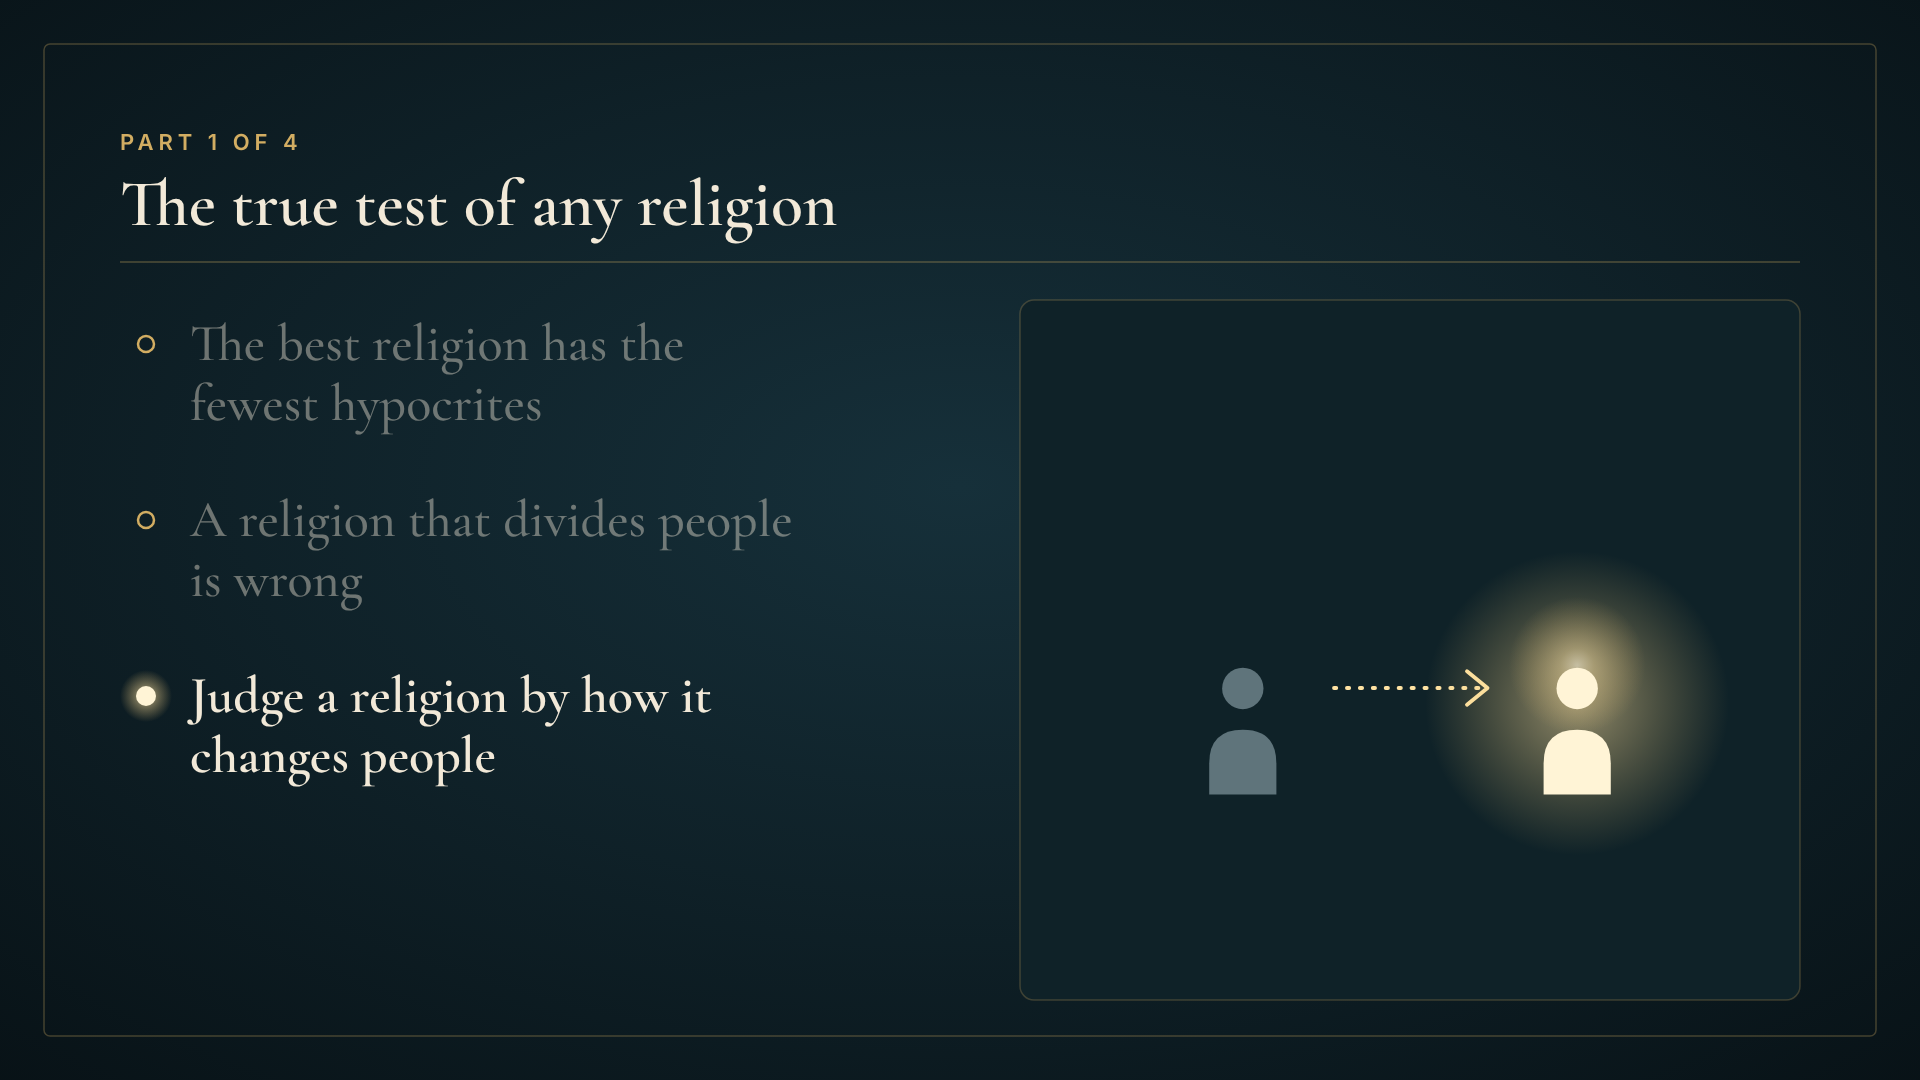 PART 1 OF 4
The true test of any religion
The best religion has the
fewest hypocrites
A religion that divides people
is wrong
Judge a religion by how it
changes people